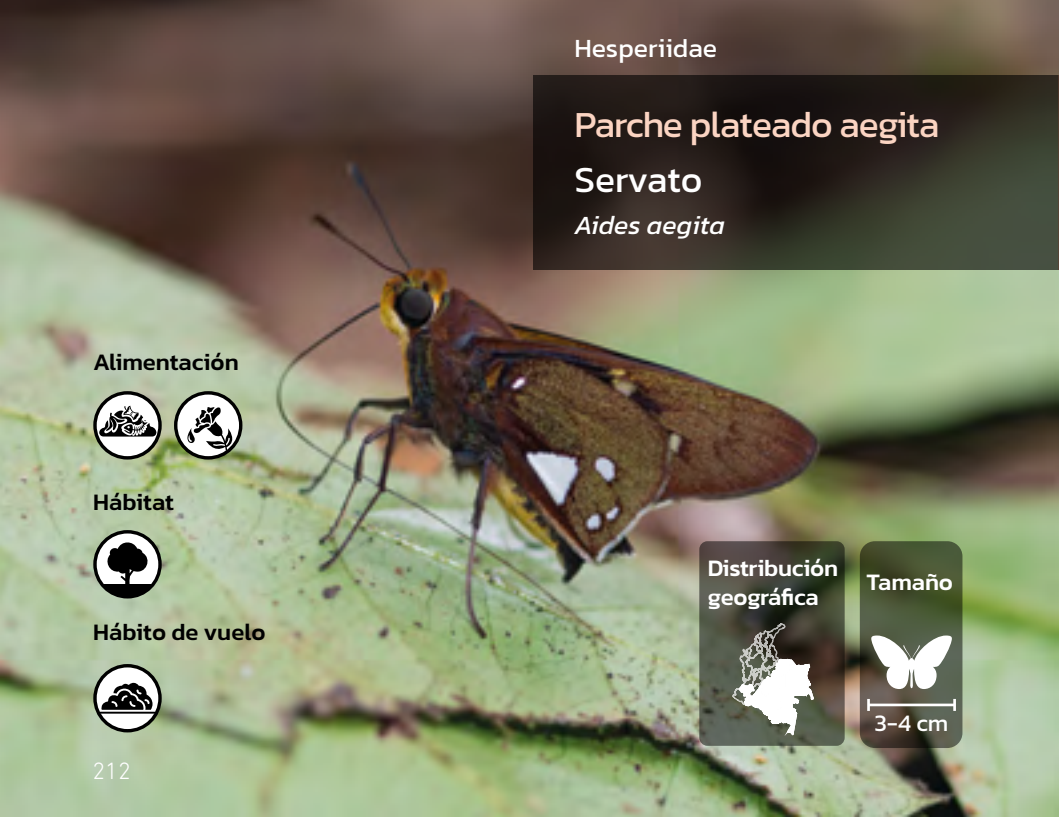 Hesperiidae
Parche plateado aegita
Servato
Aides aegita
Alimentación
Hábitat
Hábito de vuelo
Distribución
geográfica
Tamaño
3-4 cm
212